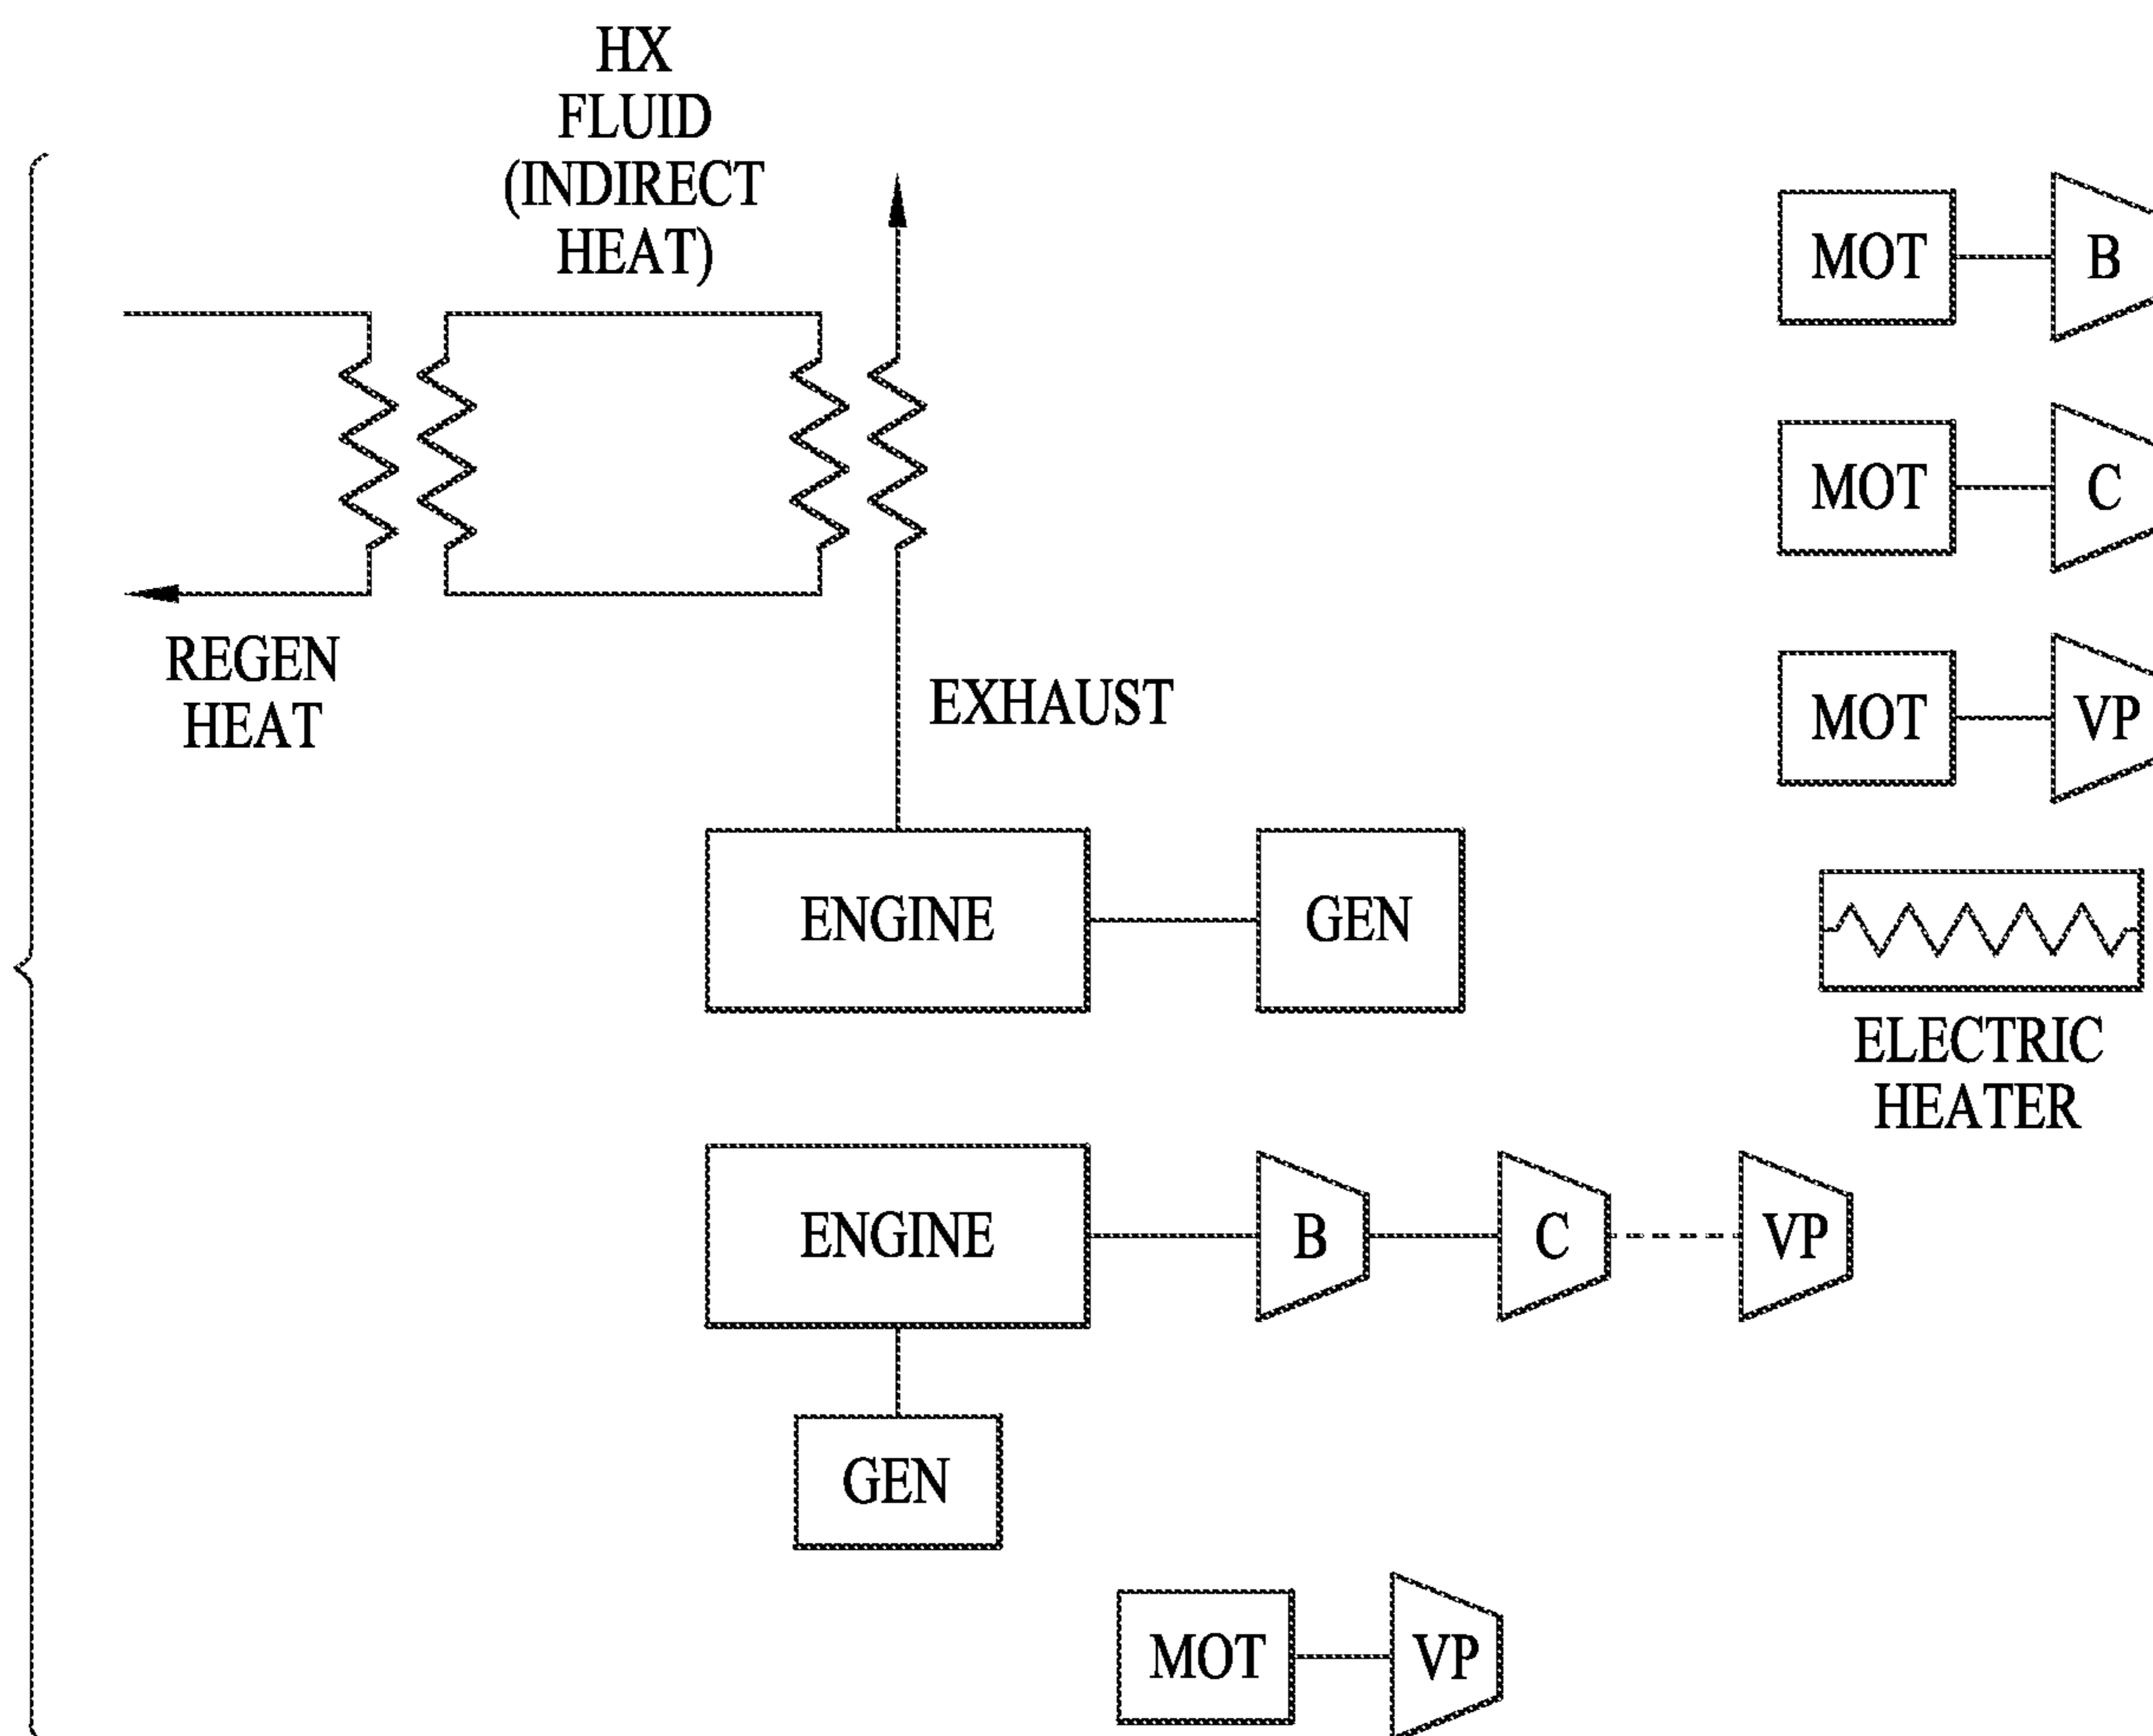 HX
FLUID
(INDIRECT
HEAT)
MOT
B
MOT
C
REGEN
HEAT
EXHAUST
MOT
VP
ENGINE
GEN
ELECTRIC
HEATER
ENGINE
B
C
VP
GEN
MOT
VP